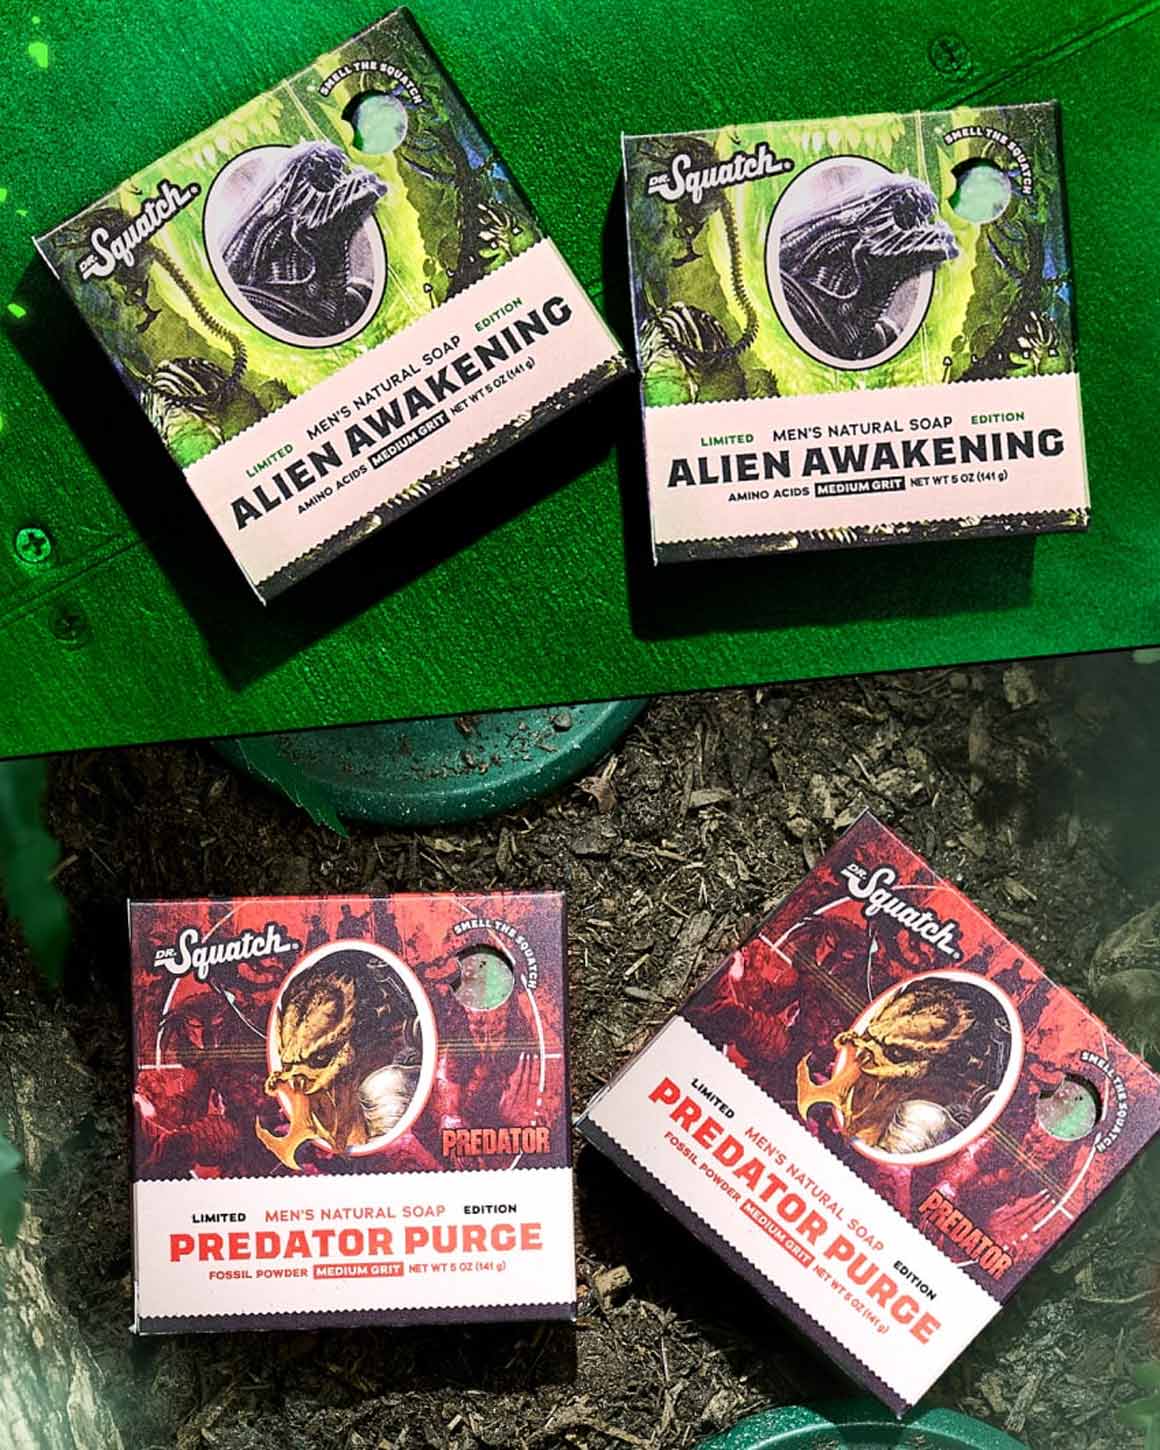 SMELL THE SQUATCH
DR. Squatch.
LIMITED MEN'S NATURAL SOAP EDITION
ALIEN AWAKENING
AMINO ACIDS MEDIUM GRIT NET WT 5 OZ (141 g)
SMELL THE SQUATCH
DR. Squatch.
LIMITED MEN'S NATURAL SOAP EDITION
ALIEN AWAKENING
AMINO ACIDS MEDIUM GRIT NET WT 5 OZ (141 g)
SMELL THE SQUATCH
DR. Squatch.
PREDATOR
LIMITED MEN'S NATURAL SOAP EDITION
PREDATOR PURGE
FOSSIL POWDER MEDIUM GRIT NET WT 5 OZ (141 g)
DR. Squatch.
SMELL THE SQUATCH
PREDATOR
LIMITED MEN'S NATURAL SOAP EDITION
PREDATOR PURGE
FOSSIL POWDER MEDIUM GRIT NET WT 5 OZ (141 g)